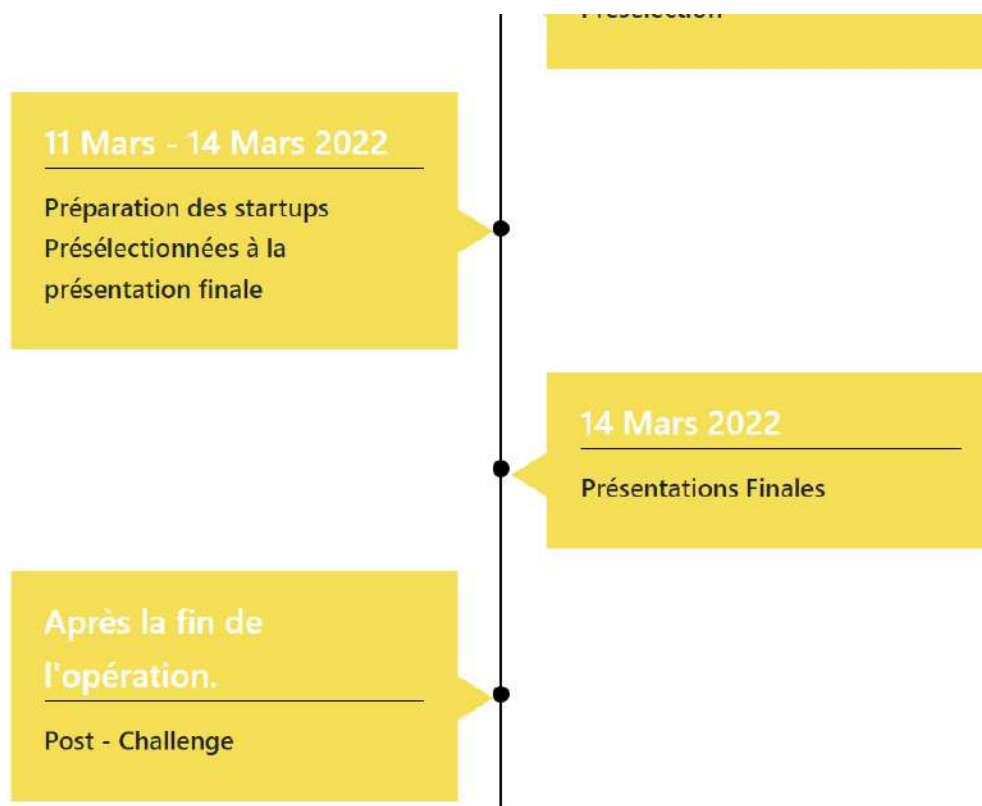 Présélection
11 Mars - 14 Mars 2022
Préparation des startups
Présélectionnées à la
présentation finale
14 Mars 2022
Présentations Finales
Après la fin de
l'opération.
Post - Challenge